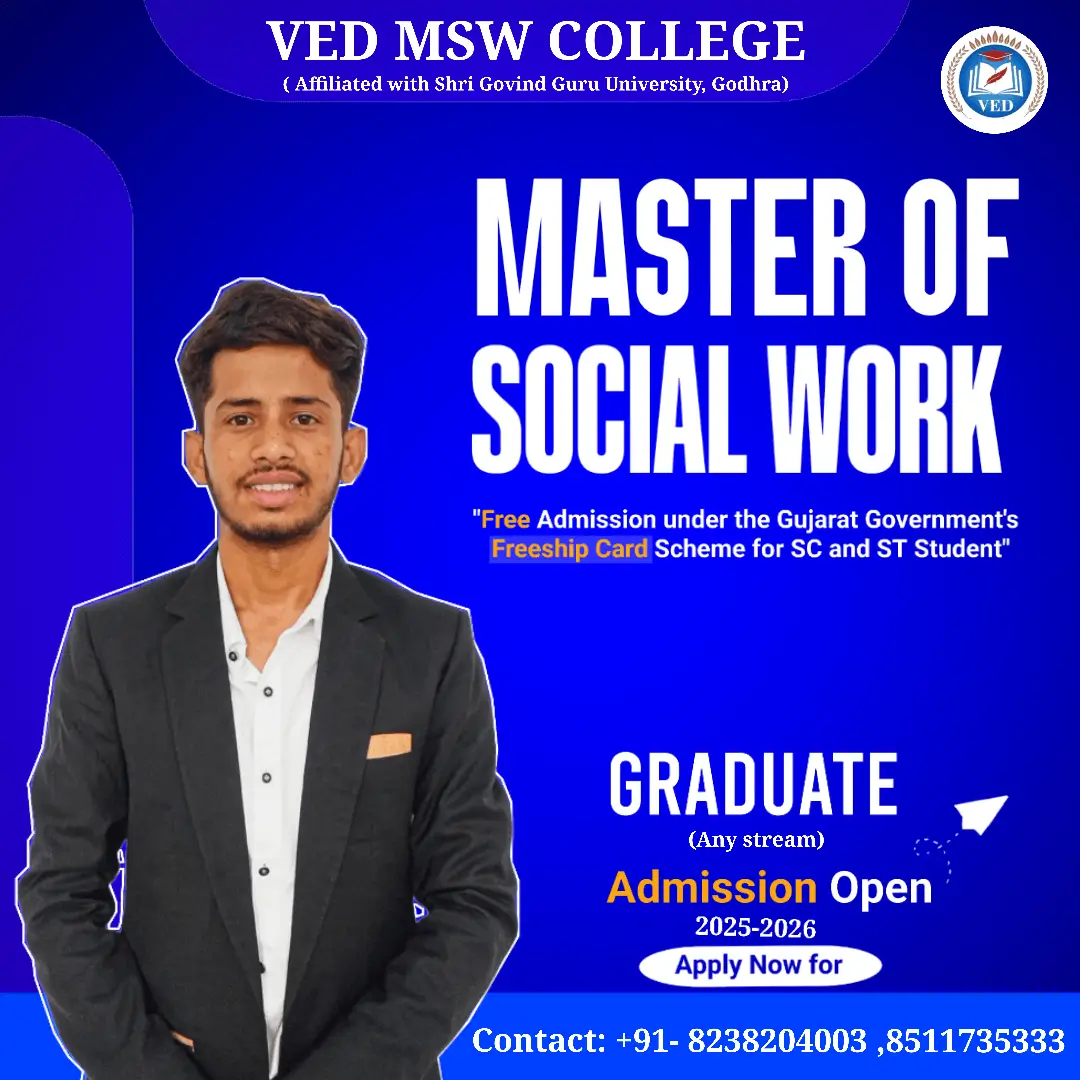 VED MSW COLLEGE
( Affiliated with Shri Govind Guru University, Godhra)
VED
MASTER OF
SOCIAL WORK
"Free Admission under the Gujarat Government's
Freeship Card Scheme for SC and ST Student"
GRADUATE
(Any stream)
Admission Open
2025-2026
Apply Now for
Contact: +91- 8238204003 ,8511735333